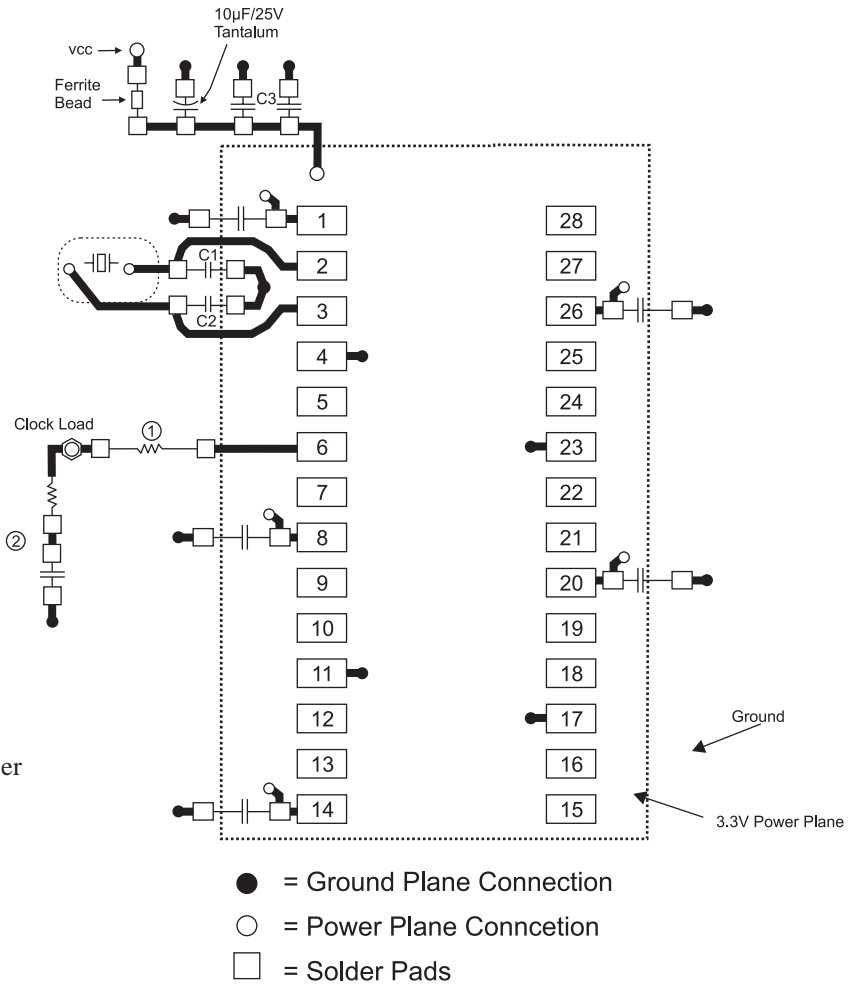 10µF/25V
Tantalum
vcc
Ferrite
Bead
C3
1
28
C1
2
27
C2
3
26
4
25
5
24
Clock Load
1
6
23
7
22
2
8
21
9
20
10
19
11
18
12
17
Ground
er
13
16
14
15
3.3V Power Plane
= Ground Plane Connection
= Power Plane Conncetion
= Solder Pads